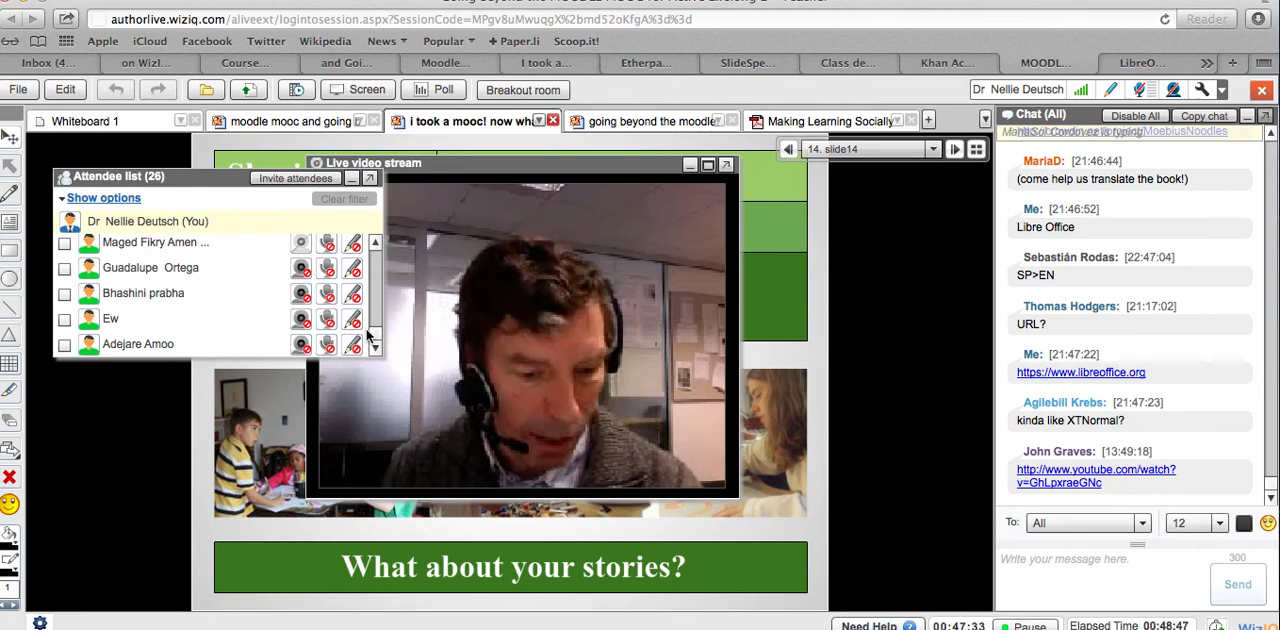 authorlive.wiziq.com/aliveext/logintosession.aspx?SessionCode=MPgv8uMwuqgX%2bmd52oKfgA%3d%3d
Reader
Apple iCloud Facebook Twitter Wikipedia News Popular + Paper.li Scoop.it!
Inbox (4... on WizI... Course... and Goi... Moodle... I took a... Etherpa... SlideSpe... Class de... Khan Ac... MOODL... LibreO...
File Edit Screen Poll Breakout room Dr Nellie Deutsch
Whiteboard 1 moodle mooc and going i took a mooc! now wha going beyond the moodle Making Learning Socially
14. slide14
Live video stream
Attendee list (26) Invite attendees
Show options Clear filter
Dr Nellie Deutsch (You)
Maged Fikry Amen ...
Guadalupe Ortega
Bhashini prabha
Ew
Adejare Amoo
What about your stories?
Chat (All) Disable All Copy chat
MariaD: [21:46:44]
(come help us translate the book!)
Me: [21:46:52]
Libre Office
Sebastián Rodas: [22:47:04]
SP>EN
Thomas Hodgers: [21:17:02]
URL?
Me: [21:47:22]
https://www.libreoffice.org
Agilebill Krebs: [21:47:23]
kinda like XTNormal?
John Graves: [13:49:18]
http://www.youtube.com/watch?
v=GhLpxraeGNc
To: All 12
Write your message here. 300
Send
1
Need Help ? 00:47:33 Pause Elapsed Time 00:48:47 WizIQ